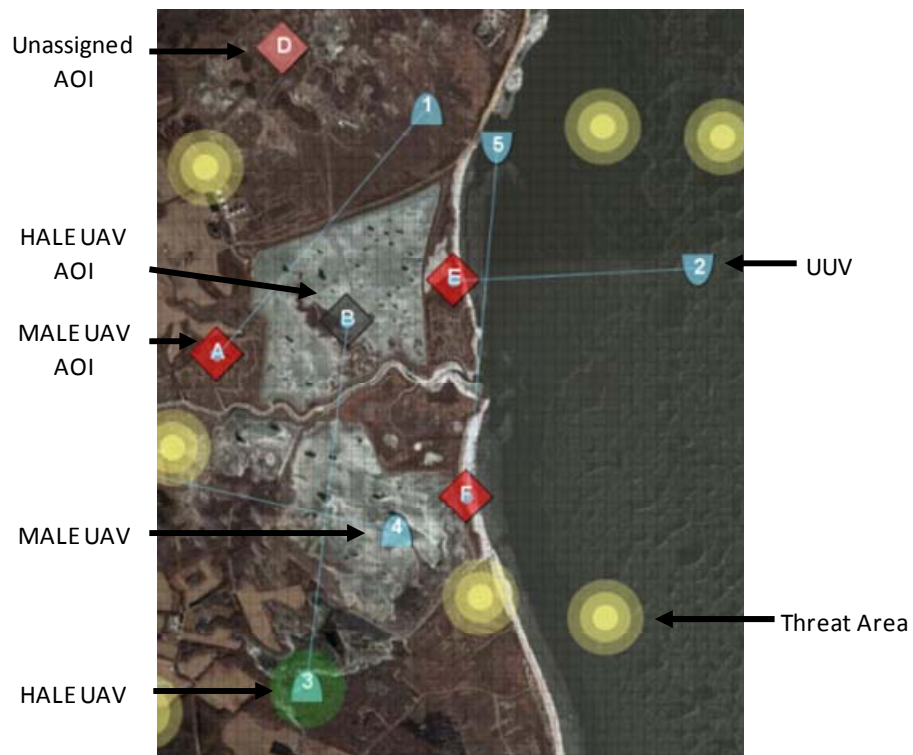 Unassigned
AOI
D
1
5
HALE UAV
AOI
E
2
UUV
B
MALE UAV
AOI
A
F
MALE UAV
4
Threat Area
HALE UAV
3